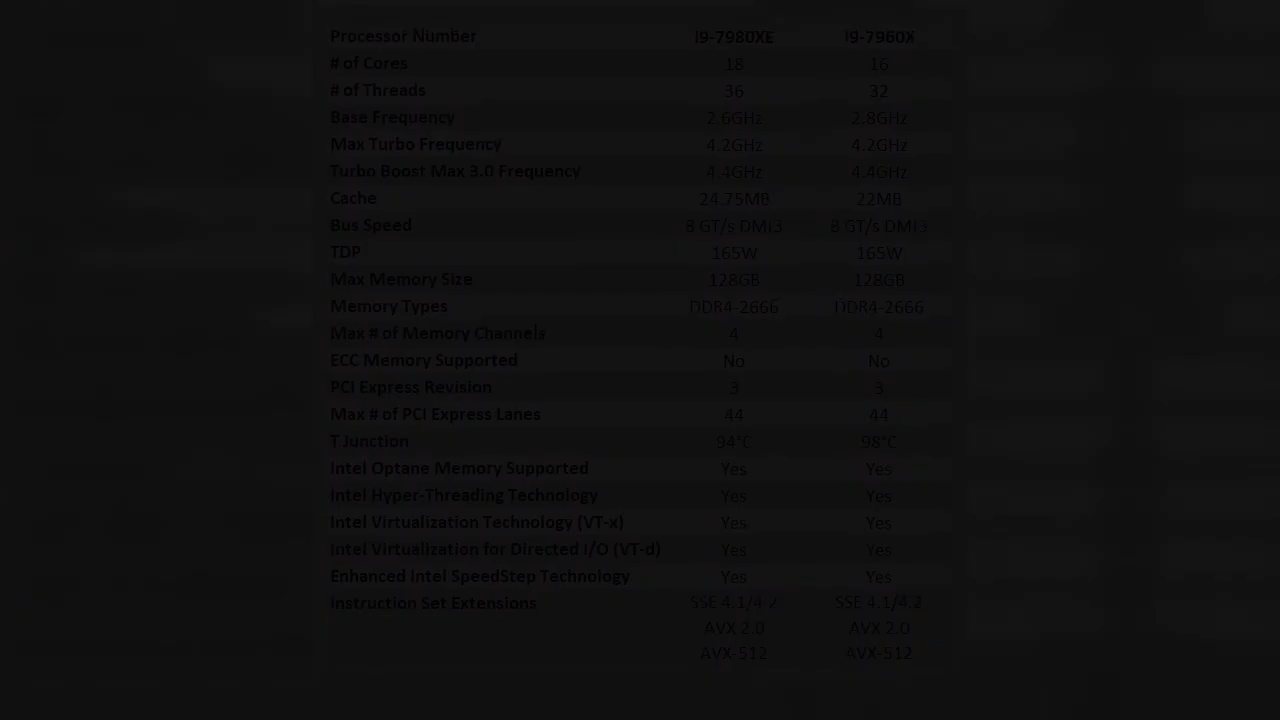 Processor Number I9-7980XE I9-7960X
# of Cores 18 16
# of Threads 36 32
Base Frequency 2.6GHz 2.8GHz
Max Turbo Frequency 4.2GHz 4.2GHz
Turbo Boost Max 3.0 Frequency 4.4GHz 4.4GHz
Cache 24.75MB 22MB
Bus Speed 8 GT/s DMI3 8 GT/s DMI3
TDP 165W 165W
Max Memory Size 128GB 128GB
Memory Types DDR4-2666 DDR4-2666
Max # of Memory Channels 4 4
ECC Memory Supported No No
PCI Express Revision 3 3
Max # of PCI Express Lanes 44 44
T Junction 94°C 98°C
Intel Optane Memory Supported Yes Yes
Intel Hyper-Threading Technology Yes Yes
Intel Virtualization Technology (VT-x) Yes Yes
Intel Virtualization for Directed I/O (VT-d) Yes Yes
Enhanced Intel SpeedStep Technology Yes Yes
Instruction Set Extensions SSE 4.1/4.2 SSE 4.1/4.2
AVX 2.0 AVX 2.0
AVX-512 AVX-512